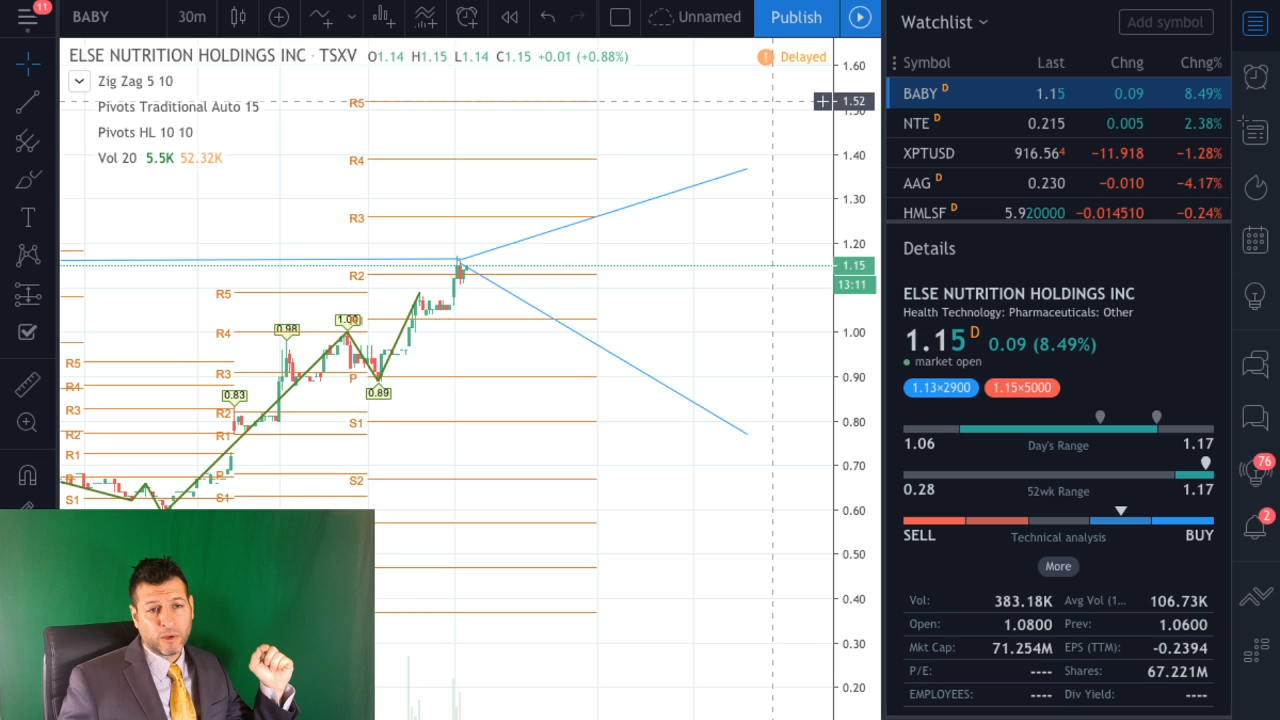 11
BABY
30m
Unnamed
Publish
ELSE NUTRITION HOLDINGS INC · TSXV O1.14 H1.15 L1.14 C1.15 +0.01 (+0.88%)
Delayed
Zig Zag 5 10
Pivots Traditional Auto 15
Pivots HL 10 10
Vol 20 5.5K 52.32K
R5
R4
R3
R2
P
S1
S2
R5
R4
R3
R2
R1
P
S1
R5
R4
R3
R2
R1
S1
0.83
0.98
1.00
0.89
1.60
1.52
1.40
1.30
1.20
1.15
13:11
1.00
0.90
0.80
0.70
0.60
0.50
0.40
0.30
0.20
Watchlist
Add symbol
Symbol Last Chng Chng%
BABY D 1.15 0.09 8.49%
NTE D 0.215 0.005 2.38%
XPTUSD 916.564 −11.918 −1.28%
AAG D 0.230 −0.010 −4.17%
HMLSF D 5.920000 −0.014510 −0.24%
Details
ELSE NUTRITION HOLDINGS INC
Health Technology: Pharmaceuticals: Other
1.15 D 0.09 (8.49%)
market open
1.13×2900 1.15×5000
1.06 Day's Range 1.17
0.28 52wk Range 1.17
SELL Technical analysis BUY
More
Vol: 383.18K Avg Vol (1... 106.73K
Open: 1.0800 Prev: 1.0600
Mkt Cap: 71.254M EPS (TTM): -0.2394
P/E: ---- Shares: 67.221M
EMPLOYEES: ---- Div Yield: ----
76
2